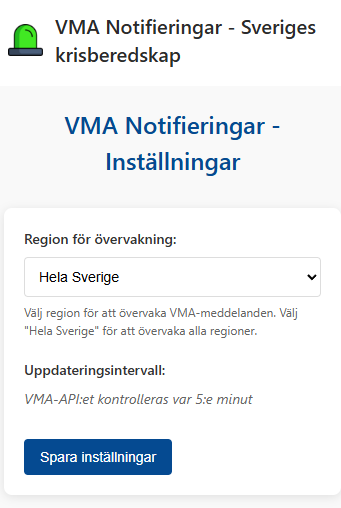 VMA Notifieringar - Sveriges
krisberedskap
VMA Notifieringar -
Inställningar
Region för övervakning:
Hela Sverige
Välj region för att övervaka VMA-meddelanden. Välj
"Hela Sverige" för att övervaka alla regioner.
Uppdateringsintervall:
VMA-API:et kontrolleras var 5:e minut
Spara inställningar